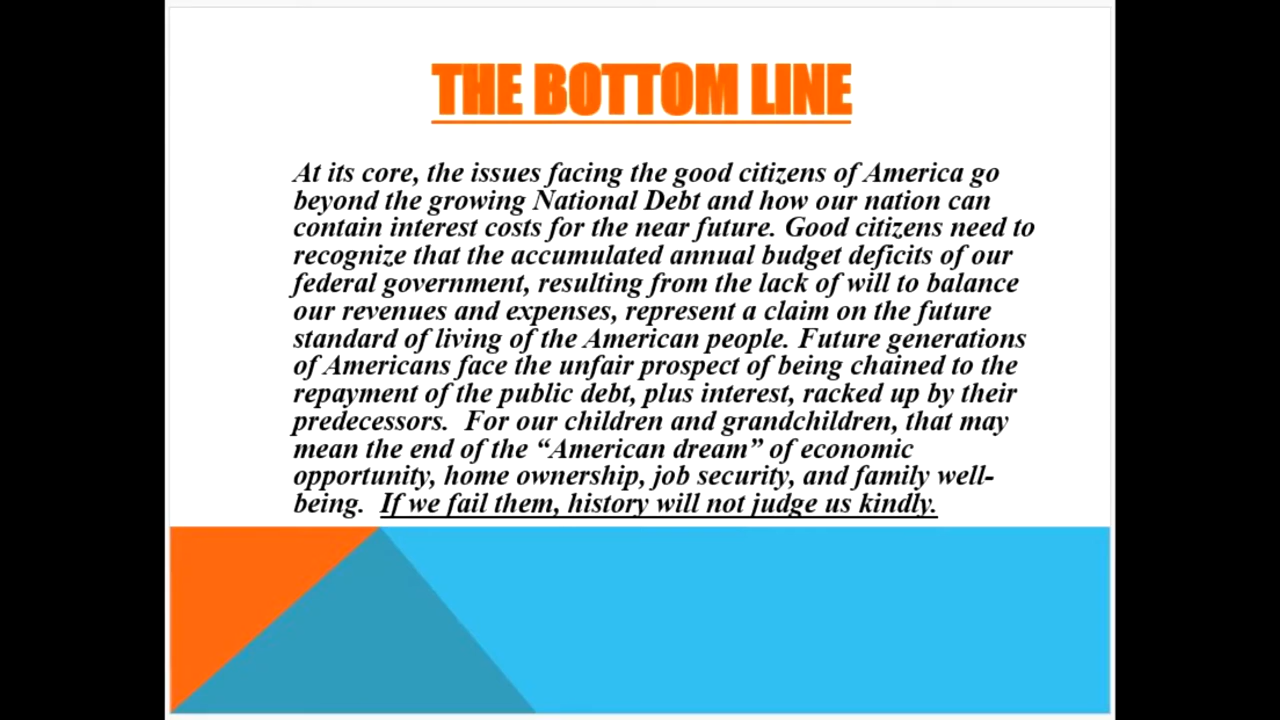 THE BOTTOM LINE
At its core, the issues facing the good citizens of America go
beyond the growing National Debt and how our nation can
contain interest costs for the near future. Good citizens need to
recognize that the accumulated annual budget deficits of our
federal government, resulting from the lack of will to balance
our revenues and expenses, represent a claim on the future
standard of living of the American people. Future generations
of Americans face the unfair prospect of being chained to the
repayment of the public debt, plus interest, racked up by their
predecessors.  For our children and grandchildren, that may
mean the end of the “American dream” of economic
opportunity, home ownership, job security, and family well-
being.  If we fail them, history will not judge us kindly.